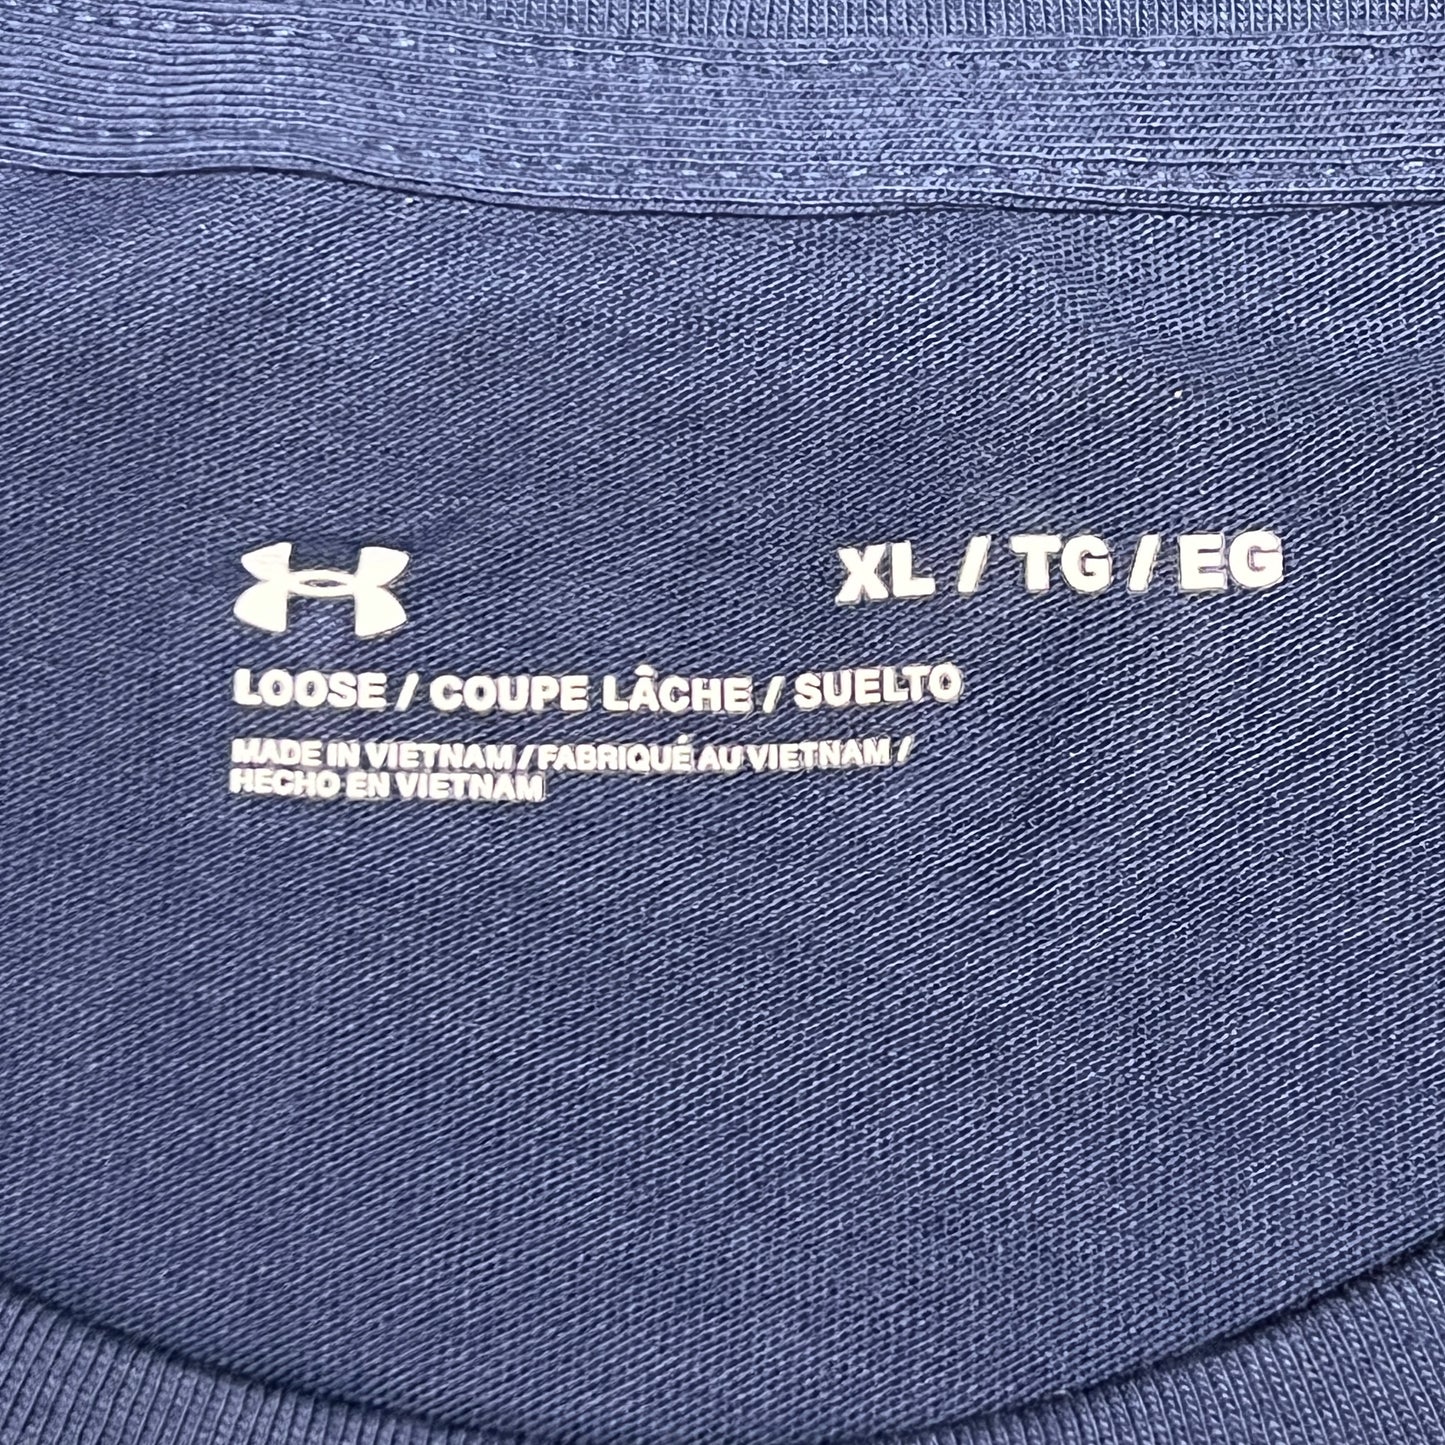 XL / TG / EG
LOOSE / COUPE LÂCHE / SUELTO
MADE IN VIETNAM / FABRIQUÉ AU VIETNAM /
HECHO EN VIETNAM